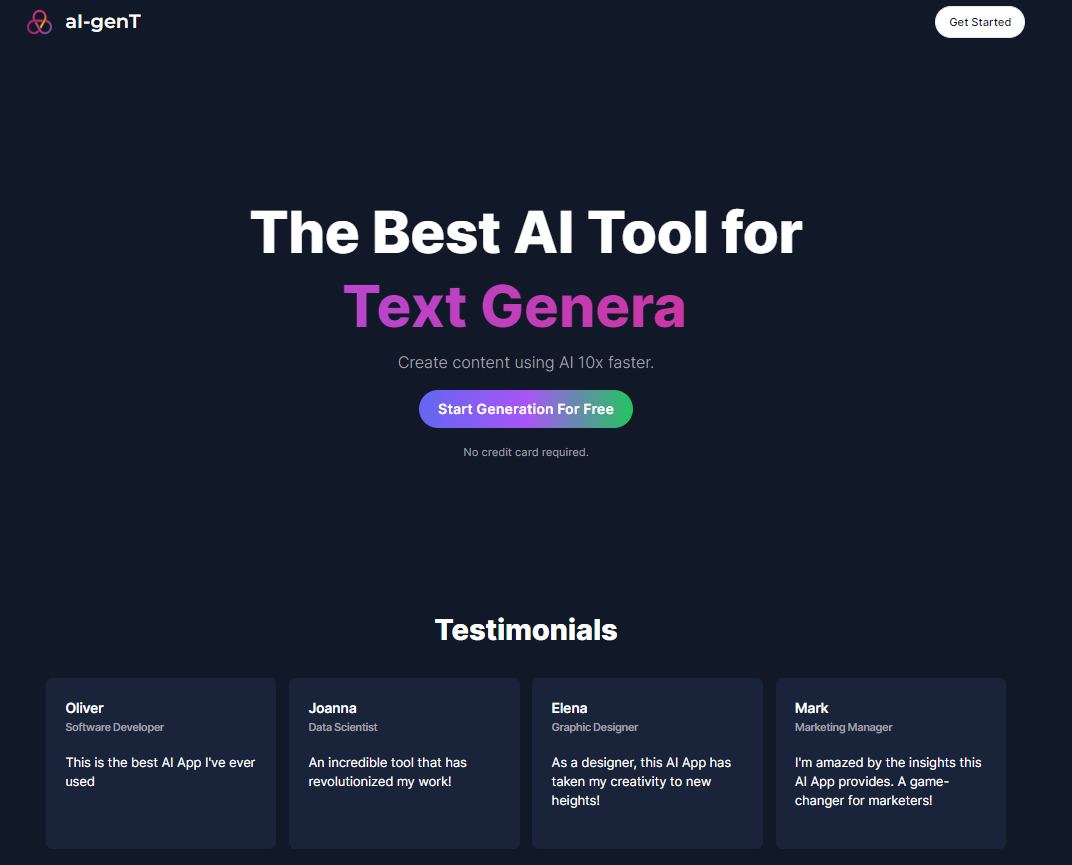 aI-genT
Get Started
The Best AI Tool for
Text Genera
Create content using AI 10x faster.
Start Generation For Free
No credit card required.
Testimonials
Oliver
Software Developer
This is the best AI App I've ever
used
Joanna
Data Scientist
An incredible tool that has
revolutionized my work!
Elena
Graphic Designer
As a designer, this AI App has
taken my creativity to new
heights!
Mark
Marketing Manager
I'm amazed by the insights this
AI App provides. A game-
changer for marketers!